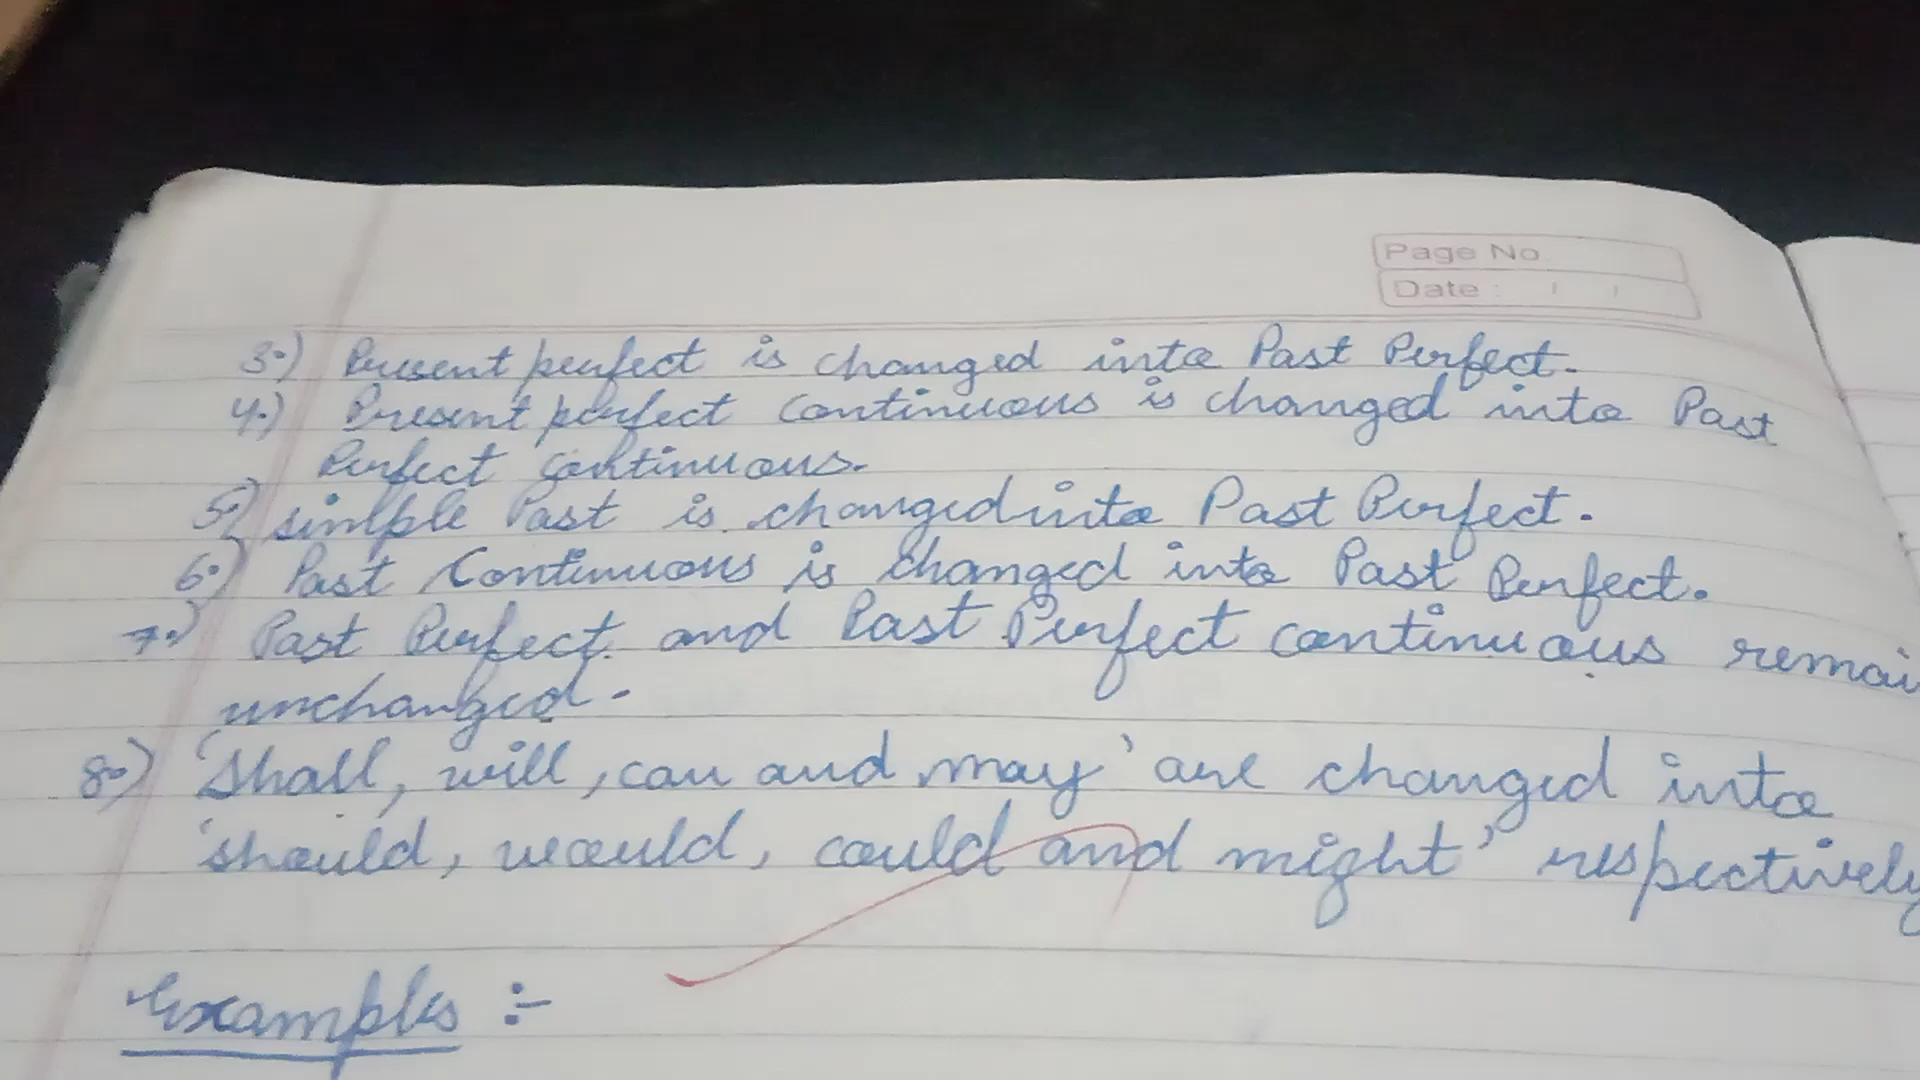 Page No.
Date : / /
3.) Present perfect is changed into Past Perfect.
4.) Present perfect continuous is changed into Past
Perfect continuous.
5.) simple Past is changed into Past Perfect.
6.) Past Continuous is changed into Past Perfect.
7.) Past Perfect and Past Perfect continuous remai
unchanged.
8.) 'Shall, will, can and may' are changed into
'should, would, could and might' respectively
Examples :-